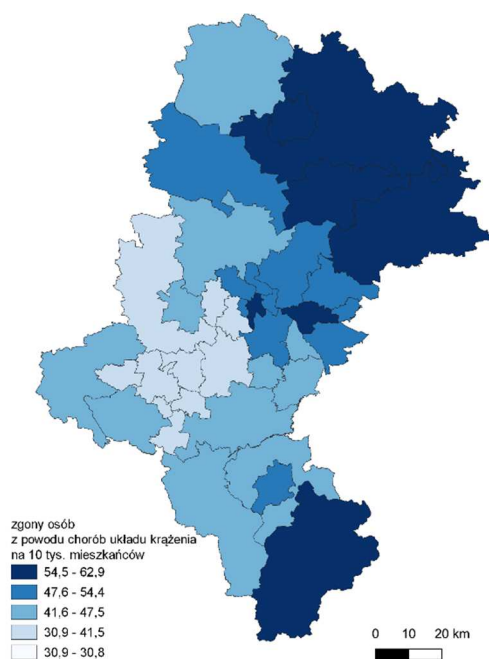 zgony osób
z powodu chorób układu krążenia
na 10 tys. mieszkańców
54,5 - 62,9
47,6 - 54,4
41,6 - 47,5
30,9 - 41,5
30,9 - 30,8
0 10 20 km